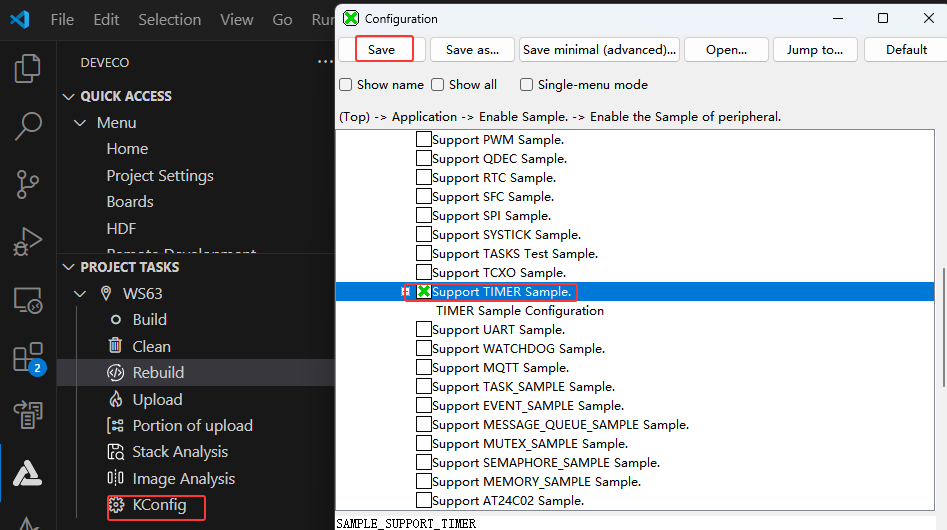 File Edit Selection View Go Run
DEVECO
QUICK ACCESS
Menu
Home
Project Settings
Boards
HDF
Remote Development
PROJECT TASKS
WS63
Build
Clean
Rebuild
Upload
Portion of upload
Stack Analysis
Image Analysis
KConfig
2
Configuration
Save Save as... Save minimal (advanced)... Open... Jump to... Default
Show name Show all Single-menu mode
(Top) -> Application -> Enable Sample. -> Enable the Sample of peripheral.
Support PWM Sample.
Support QDEC Sample.
Support RTC Sample.
Support SFC Sample.
Support SPI Sample.
Support SYSTICK Sample.
Support TASKS Test Sample.
Support TCXO Sample.
Support TIMER Sample.
TIMER Sample Configuration
Support UART Sample.
Support WATCHDOG Sample.
Support MQTT Sample.
Support TASK_SAMPLE Sample.
Support EVENT_SAMPLE Sample.
Support MESSAGE_QUEUE_SAMPLE Sample.
Support MUTEX_SAMPLE Sample.
Support SEMAPHORE_SAMPLE Sample.
Support MEMORY_SAMPLE Sample.
Support AT24C02 Sample.
SAMPLE_SUPPORT_TIMER